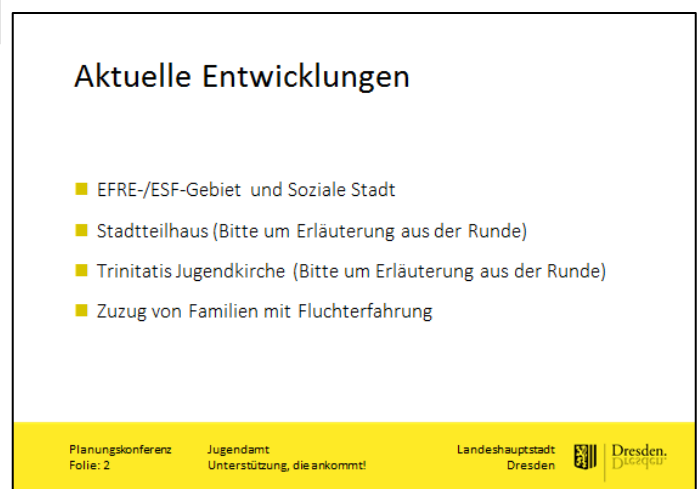 Aktuelle Entwicklungen
EFRE-/ESF-Gebiet und Soziale Stadt
Stadtteilhaus (Bitte um Erläuterung aus der Runde)
Trinitatis Jugendkirche (Bitte um Erläuterung aus der Runde)
Zuzug von Familien mit Fluchterfahrung
Planungskonferenz
Folie: 2
Jugendamt
Unterstützung, die ankommt!
Landeshauptstadt
Dresden
Dresden.
Dresden.